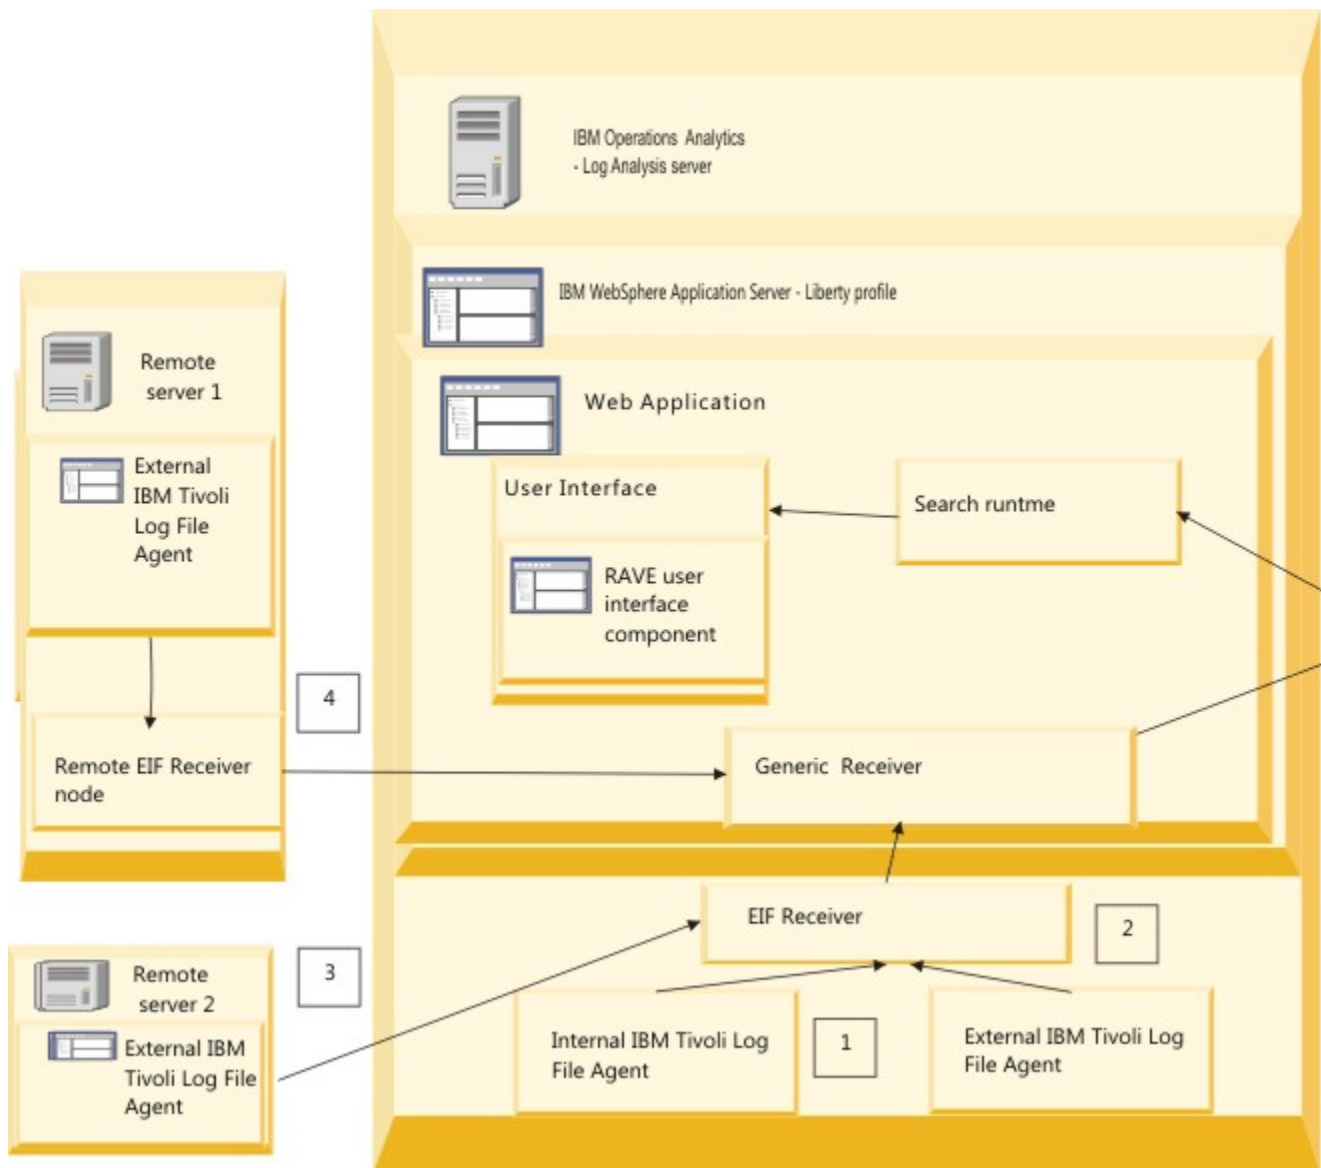 IBM Operations Analytics
- Log Analysis server
IBM WebSphere Application Server - Liberty profile
Remote
server 1
Web Application
External
IBM Tivoli
Log File
Agent
User Interface
Search runtme
RAVE user
interface
component
4
Remote EIF Receiver
node
Generic Receiver
EIF Receiver
2
3
Remote
server 2
Internal IBM Tivoli Log
File Agent
1
External IBM Tivoli Log
File Agent
External IBM
Tivoli Log File
Agent